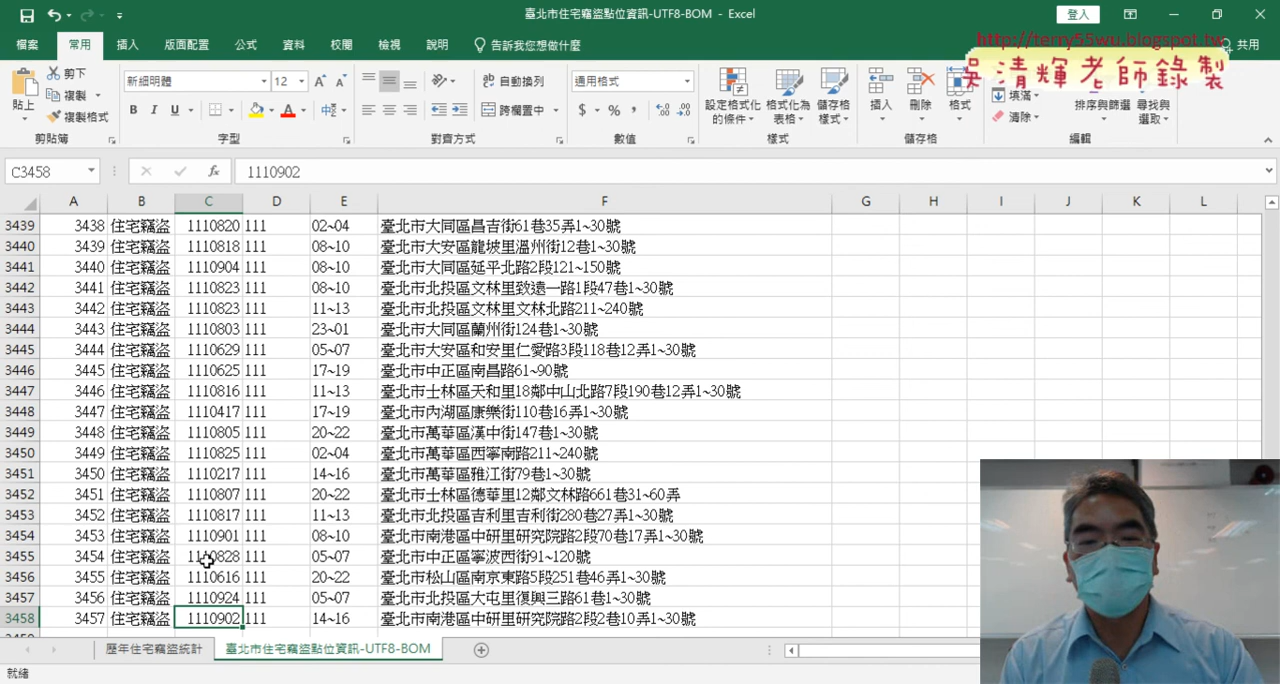 臺北市住宅竊盜點位資訊-UTF8-BOM - Excel
登入
檔案 常用 插入 版面配置 公式 資料 校閱 檢視 說明 告訴我您想做什麼
共用
http://terry55wu.blogspot.tw
吳清輝老師錄製
剪下
複製
複製格式
貼上
剪貼簿
新細明體 12
B I U
字型
自動換列
跨欄置中
對齊方式
通用格式
$ % ,
數值
設定格式化的條件
格式化為表格
儲存格樣式
樣式
插入 刪除 格式
儲存格
填滿
清除
排序與篩選
尋找與選取
編輯
C3458 fx 1110902
A B C D E F G H I J K L
3439 3438 住宅竊盜 1110820 111 02~04 臺北市大同區昌吉街61巷35弄1~30號
3440 3439 住宅竊盜 1110818 111 08~10 臺北市大安區龍坡里溫州街12巷1~30號
3441 3440 住宅竊盜 1110904 111 08~10 臺北市大同區延平北路2段121~150號
3442 3441 住宅竊盜 1110823 111 08~10 臺北市北投區文林里致遠一路1段47巷1~30號
3443 3442 住宅竊盜 1110823 111 11~13 臺北市北投區文林里文林北路211~240號
3444 3443 住宅竊盜 1110803 111 23~01 臺北市大同區蘭州街124巷1~30號
3445 3444 住宅竊盜 1110629 111 05~07 臺北市大安區和安里仁愛路3段118巷12弄1~30號
3446 3445 住宅竊盜 1110625 111 17~19 臺北市中正區南昌路61~90號
3447 3446 住宅竊盜 1110816 111 11~13 臺北市士林區天和里18鄰中山北路7段190巷12弄1~30號
3448 3447 住宅竊盜 1110417 111 17~19 臺北市內湖區康樂街110巷16弄1~30號
3449 3448 住宅竊盜 1110805 111 20~22 臺北市萬華區漢中街147巷1~30號
3450 3449 住宅竊盜 1110825 111 02~04 臺北市萬華區西寧南路211~240號
3451 3450 住宅竊盜 1110217 111 14~16 臺北市萬華區雅江街79巷1~30號
3452 3451 住宅竊盜 1110807 111 20~22 臺北市士林區德華里12鄰文林路661巷31~60弄
3453 3452 住宅竊盜 1110817 111 11~13 臺北市北投區吉利里吉利街280巷27弄1~30號
3454 3453 住宅竊盜 1110901 111 08~10 臺北市南港區中研里研究院路2段70巷17弄1~30號
3455 3454 住宅竊盜 1110828 111 05~07 臺北市中正區寧波西街91~120號
3456 3455 住宅竊盜 1110616 111 20~22 臺北市松山區南京東路5段251巷46弄1~30號
3457 3456 住宅竊盜 1110924 111 05~07 臺北市北投區大屯里復興三路61巷1~30號
3458 3457 住宅竊盜 1110902 111 14~16 臺北市南港區中研里研究院路2段2巷10弄1~30號
歷年住宅竊盜統計 臺北市住宅竊盜點位資訊-UTF8-BOM
就緒